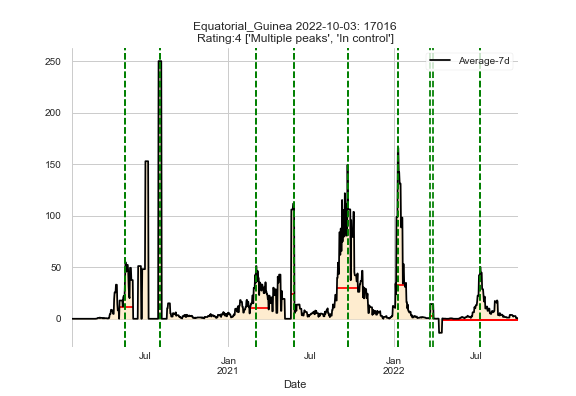 Equatorial_Guinea 2022-10-03: 17016
Rating:4 ['Multiple peaks', 'In control']
Average-7d
250
200
150
100
50
0
Jul
Jan
2021
Jul
Jan
2022
Jul
Date